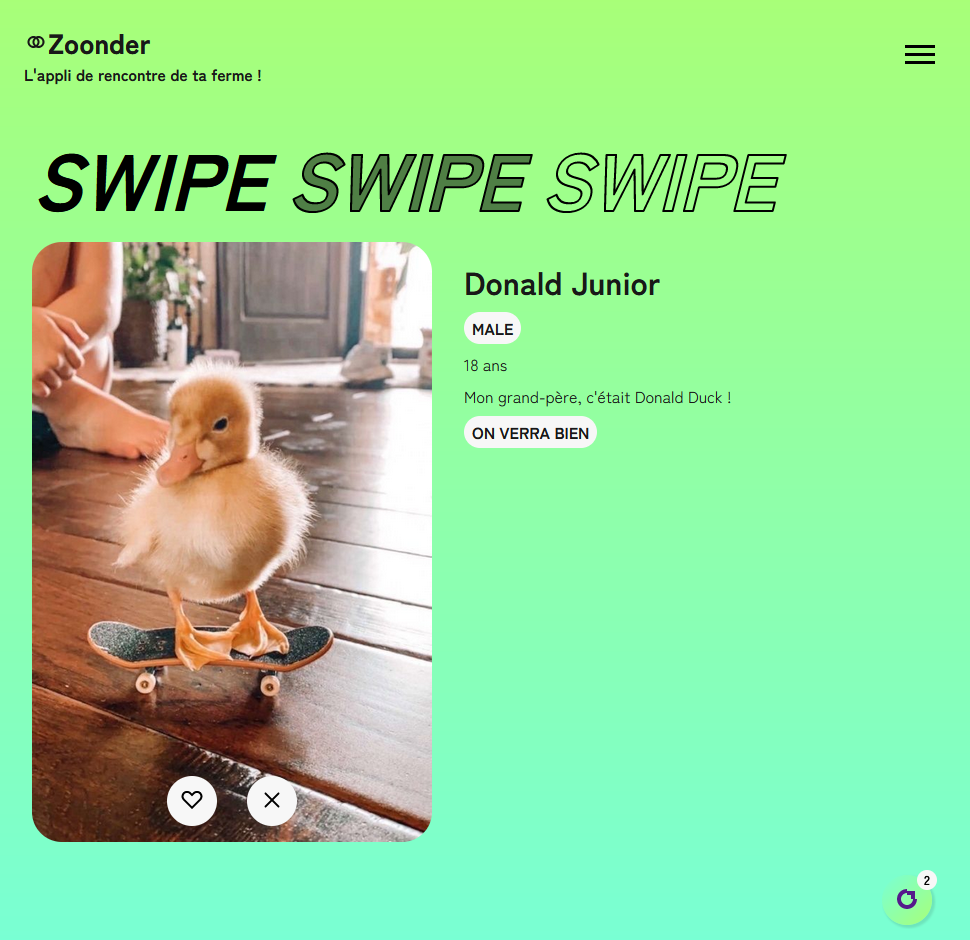 Zoonder
L'appli de rencontre de ta ferme !
SWIPE SWIPE SWIPE
Donald Junior
MALE
18 ans
Mon grand-père, c'était Donald Duck !
ON VERRA BIEN
2